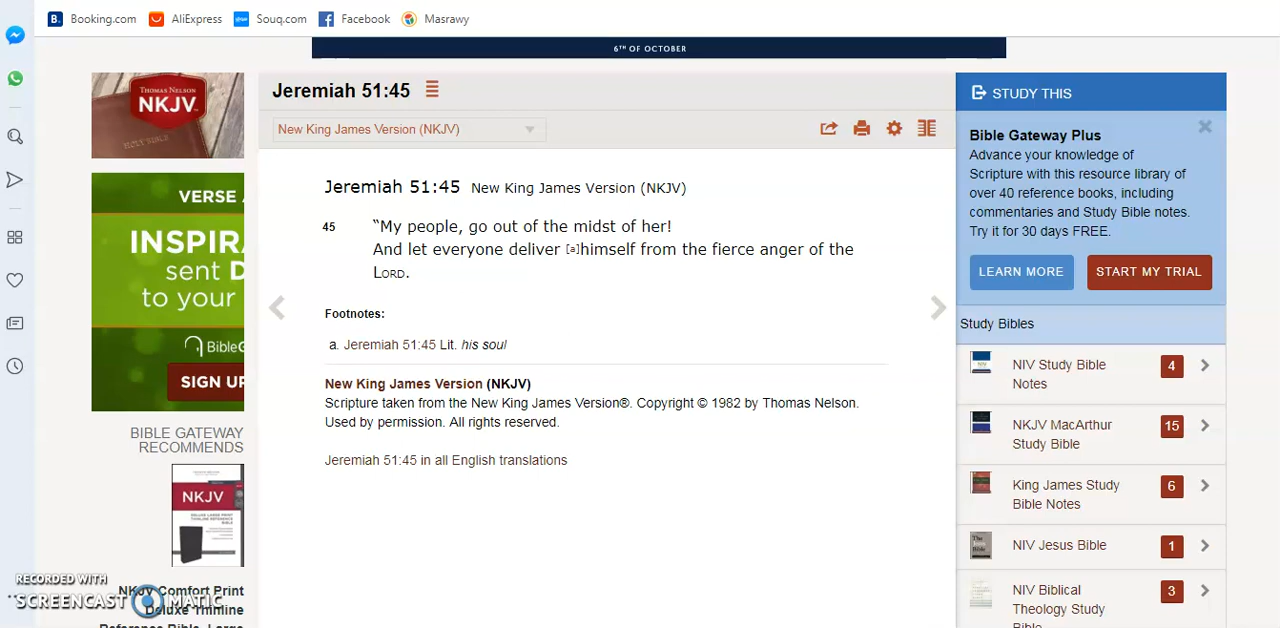 Booking.com AliExpress Souq.com Facebook Masrawy
6TH OF OCTOBER
THOMAS NELSON
NKJV
HOLY BIBLE
VERSE
INSPIR
sent D
to your
BibleG
SIGN UP
BIBLE GATEWAY
RECOMMENDS
NKJV
NKJV Comfort Print
Deluxe Thinline
Reference Bible, Large
RECORDED WITH
SCREENCAST MATIC
Jeremiah 51:45
New King James Version (NKJV)
Jeremiah 51:45 New King James Version (NKJV)
45 “My people, go out of the midst of her!
And let everyone deliver [a]himself from the fierce anger of the
LORD.
Footnotes:
a. Jeremiah 51:45 Lit. his soul
New King James Version (NKJV)
Scripture taken from the New King James Version®. Copyright © 1982 by Thomas Nelson.
Used by permission. All rights reserved.
Jeremiah 51:45 in all English translations
STUDY THIS
Bible Gateway Plus
Advance your knowledge of
Scripture with this resource library of
over 40 reference books, including
commentaries and Study Bible notes.
Try it for 30 days FREE.
LEARN MORE START MY TRIAL
Study Bibles
NIV Study Bible 4
Notes
NKJV MacArthur 15
Study Bible
King James Study 6
Bible Notes
NIV Jesus Bible 1
NIV Biblical 3
Theology Study